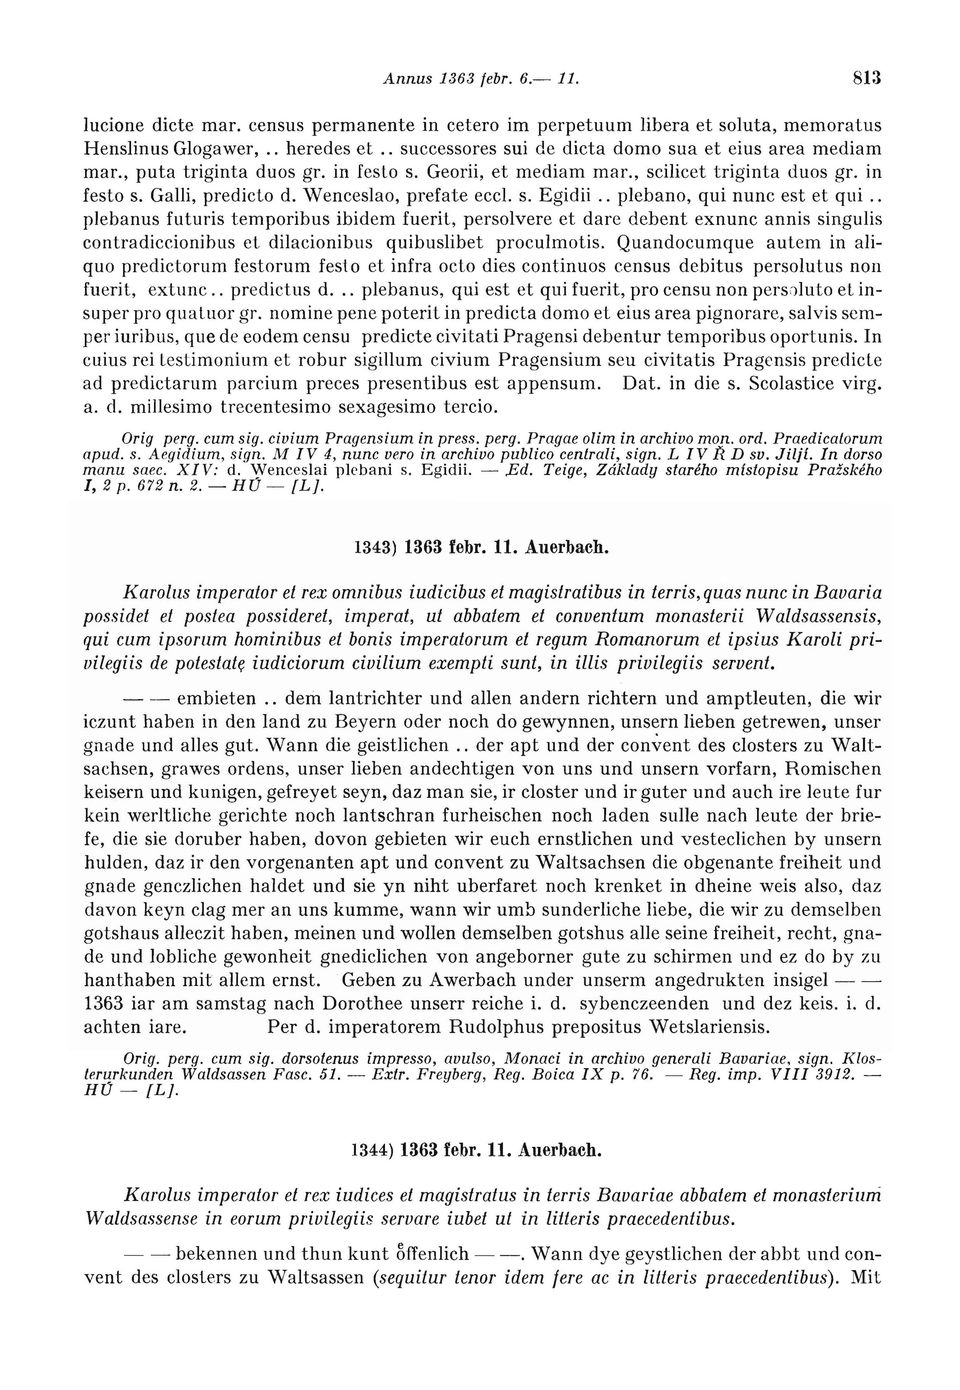 Annus 1363 febr. 6.— 11. 813
lucione dicte mar. census permanente in cetero im perpetuum libera et soluta, memoratus
Henslinus Glogawer, .. heredes et .. successores sui de dicta domo sua et eius area mediam
mar., puta triginta duos gr. in festo s. Georii, et mediam mar., scilicet triginta duos gr. in
festo s. Galli, predicto d. Wenceslao, prefate eccl. s. Egidii .. plebano, qui nunc est et qui ..
plebanus futuris temporibus ibidem fuerit, persolvere et dare debent exnunc annis singulis
contradiccionibus et dilacionibus quibuslibet proculmotis. Quandocumque autem in ali-
quo predictorum festorum festo et infra octo dies continuos census debitus persolutus non
fuerit, extunc .. predictus d. .. plebanus, qui est et qui fuerit, pro censu non persoluto et in-
super pro quatuor gr. nomine pene poterit in predicta domo et eius area pignorare, salvis sem-
per iuribus, que de eodem censu predicte civitati Pragensi debentur temporibus oportunis. In
cuius rei testimonium et robur sigillum civium Pragensium seu civitatis Pragensis predicte
ad predictarum parcium preces presentibus est appensum. Dat. in die s. Scolastice virg.
a. d. millesimo trecentesimo sexagesimo tercio.
Orig perg. cum sig. civium Pragensium in press. perg. Pragae olim in archivo mon. ord. Praedicatorum
apud. s. Aegidium, sign. M IV 4, nunc vero in archivo publico centrali, sign. L IV Ř D sv. Jiljí. In dorso
manu saec. XIV: d. Wenceslai plebani s. Egidii. — Ed. Teige, Základy starého místopisu Pražského
I, 2 p. 672 n. 2. — HÚ — [L].
1343) 1363 febr. 11. Auerbach.
Karolus imperator et rex omnibus iudicibus et magistratibus in terris, quas nunc in Bavaria
possidet et postea possideret, imperat, ut abbatem et conventum monasterii Waldsassensis,
qui cum ipsorum hominibus et bonis imperatorum et regum Romanorum et ipsius Karoli pri-
vilegiis de potestatę iudiciorum civilium exempti sunt, in illis privilegiis servent.
— — embieten .. dem lantrichter und allen andern richtern und amptleuten, die wir
iczunt haben in den land zu Beyern oder noch do gewynnen, unsern lieben getrewen, unser
gnade und alles gut. Wann die geistlichen .. der apt und der convent des closters zu Walt-
sachsen, grawes ordens, unser lieben andechtigen von uns und unsern vorfarn, Romischen
keisern und kunigen, gefreyet seyn, daz man sie, ir closter und ir guter und auch ire leute fur
kein werltliche gerichte noch lantschran furheischen noch laden sulle nach leute der brie-
fe, die sie doruber haben, dovon gebieten wir euch ernstlichen und vesteclichen by unsern
hulden, daz ir den vorgenanten apt und convent zu Waltsachsen die obgenante freiheit und
gnade genczlichen haldet und sie yn niht uberfaret noch krenket in dheine weis also, daz
davon keyn clag mer an uns kumme, wann wir umb sunderliche liebe, die wir zu demselben
gotshaus alleczit haben, meinen und wollen demselben gotshus alle seine freiheit, recht, gna-
de und lobliche gewonheit gnediclichen von angeborner gute zu schirmen und ez do by zu
hanthaben mit allem ernst. Geben zu Awerbach under unserm angedrukten insigel — —
1363 iar am samstag nach Dorothee unserr reiche i. d. sybenczeenden und dez keis. i. d.
achten iare. Per d. imperatorem Rudolphus prepositus Wetslariensis.
Orig. perg. cum sig. dorsotenus impresso, avulso, Monaci in archivo generali Bavariae, sign. Klos-
terurkunden Waldsassen Fasc. 51. — Extr. Freyberg, Reg. Boica IX p. 76. — Reg. imp. VIII 3912. —
HÚ — [L].
1344) 1363 febr. 11. Auerbach.
Karolus imperator et rex iudices et magistratus in terris Bavariae abbatem et monasterium
Waldsassense in eorum privilegiis servare iubet ut in litteris praecedentibus.
— — bekennen und thun kunt oͤffenlich — —. Wann dye geystlichen der abbt und con-
vent des closters zu Waltsassen (sequitur tenor idem fere ac in litteris praecedentibus). Mit